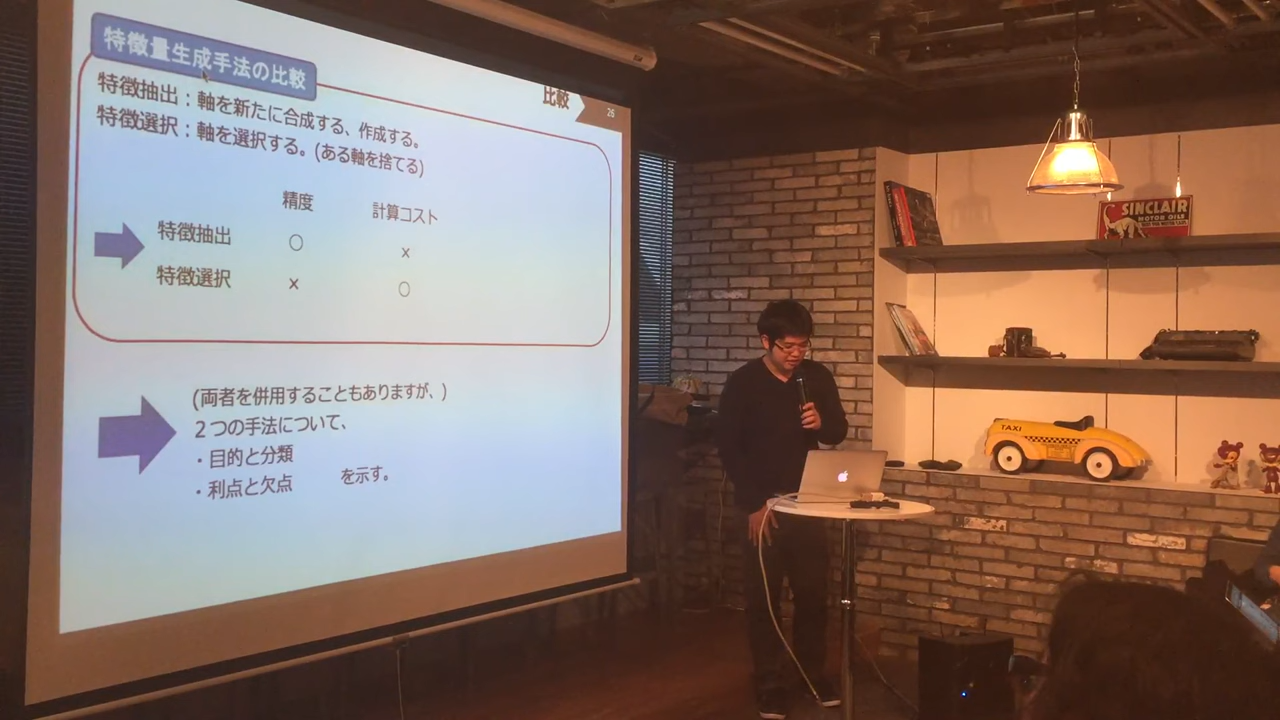 特徴量生成手法の比較
比較
26
特徴抽出：軸を新たに合成する、作成する。
特徴選択：軸を選択する。(ある軸を捨てる)
精度 計算コスト
特徴抽出 ○ ×
特徴選択 × ○
(両者を併用することもありますが、)
２つの手法について、
・目的と分類
・利点と欠点 を示す。
SINCLAIR
MOTOR OILS
TAXI